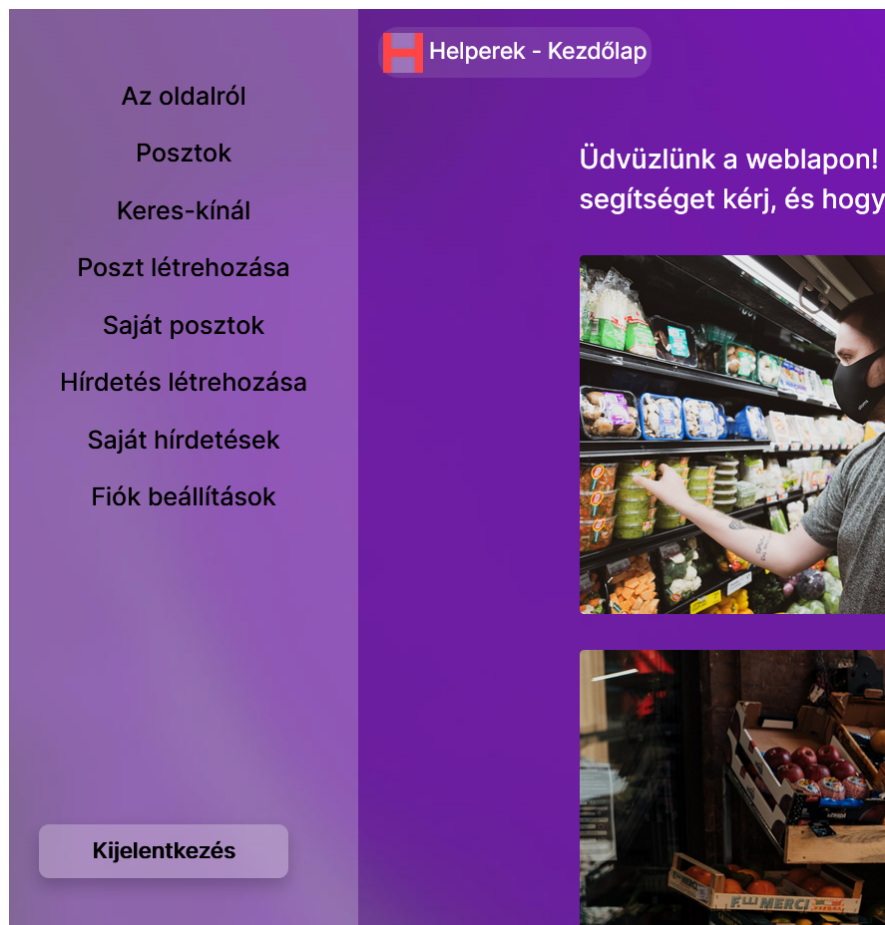 Az oldalról
Posztok
Keres-kínál
Poszt létrehozása
Saját posztok
Hírdetés létrehozása
Saját hírdetések
Fiók beállítások
Kijelentkezés
H Helperek - Kezdőlap
Üdvüzlünk a weblapon!
segítséget kérj, és hogy
MERCI